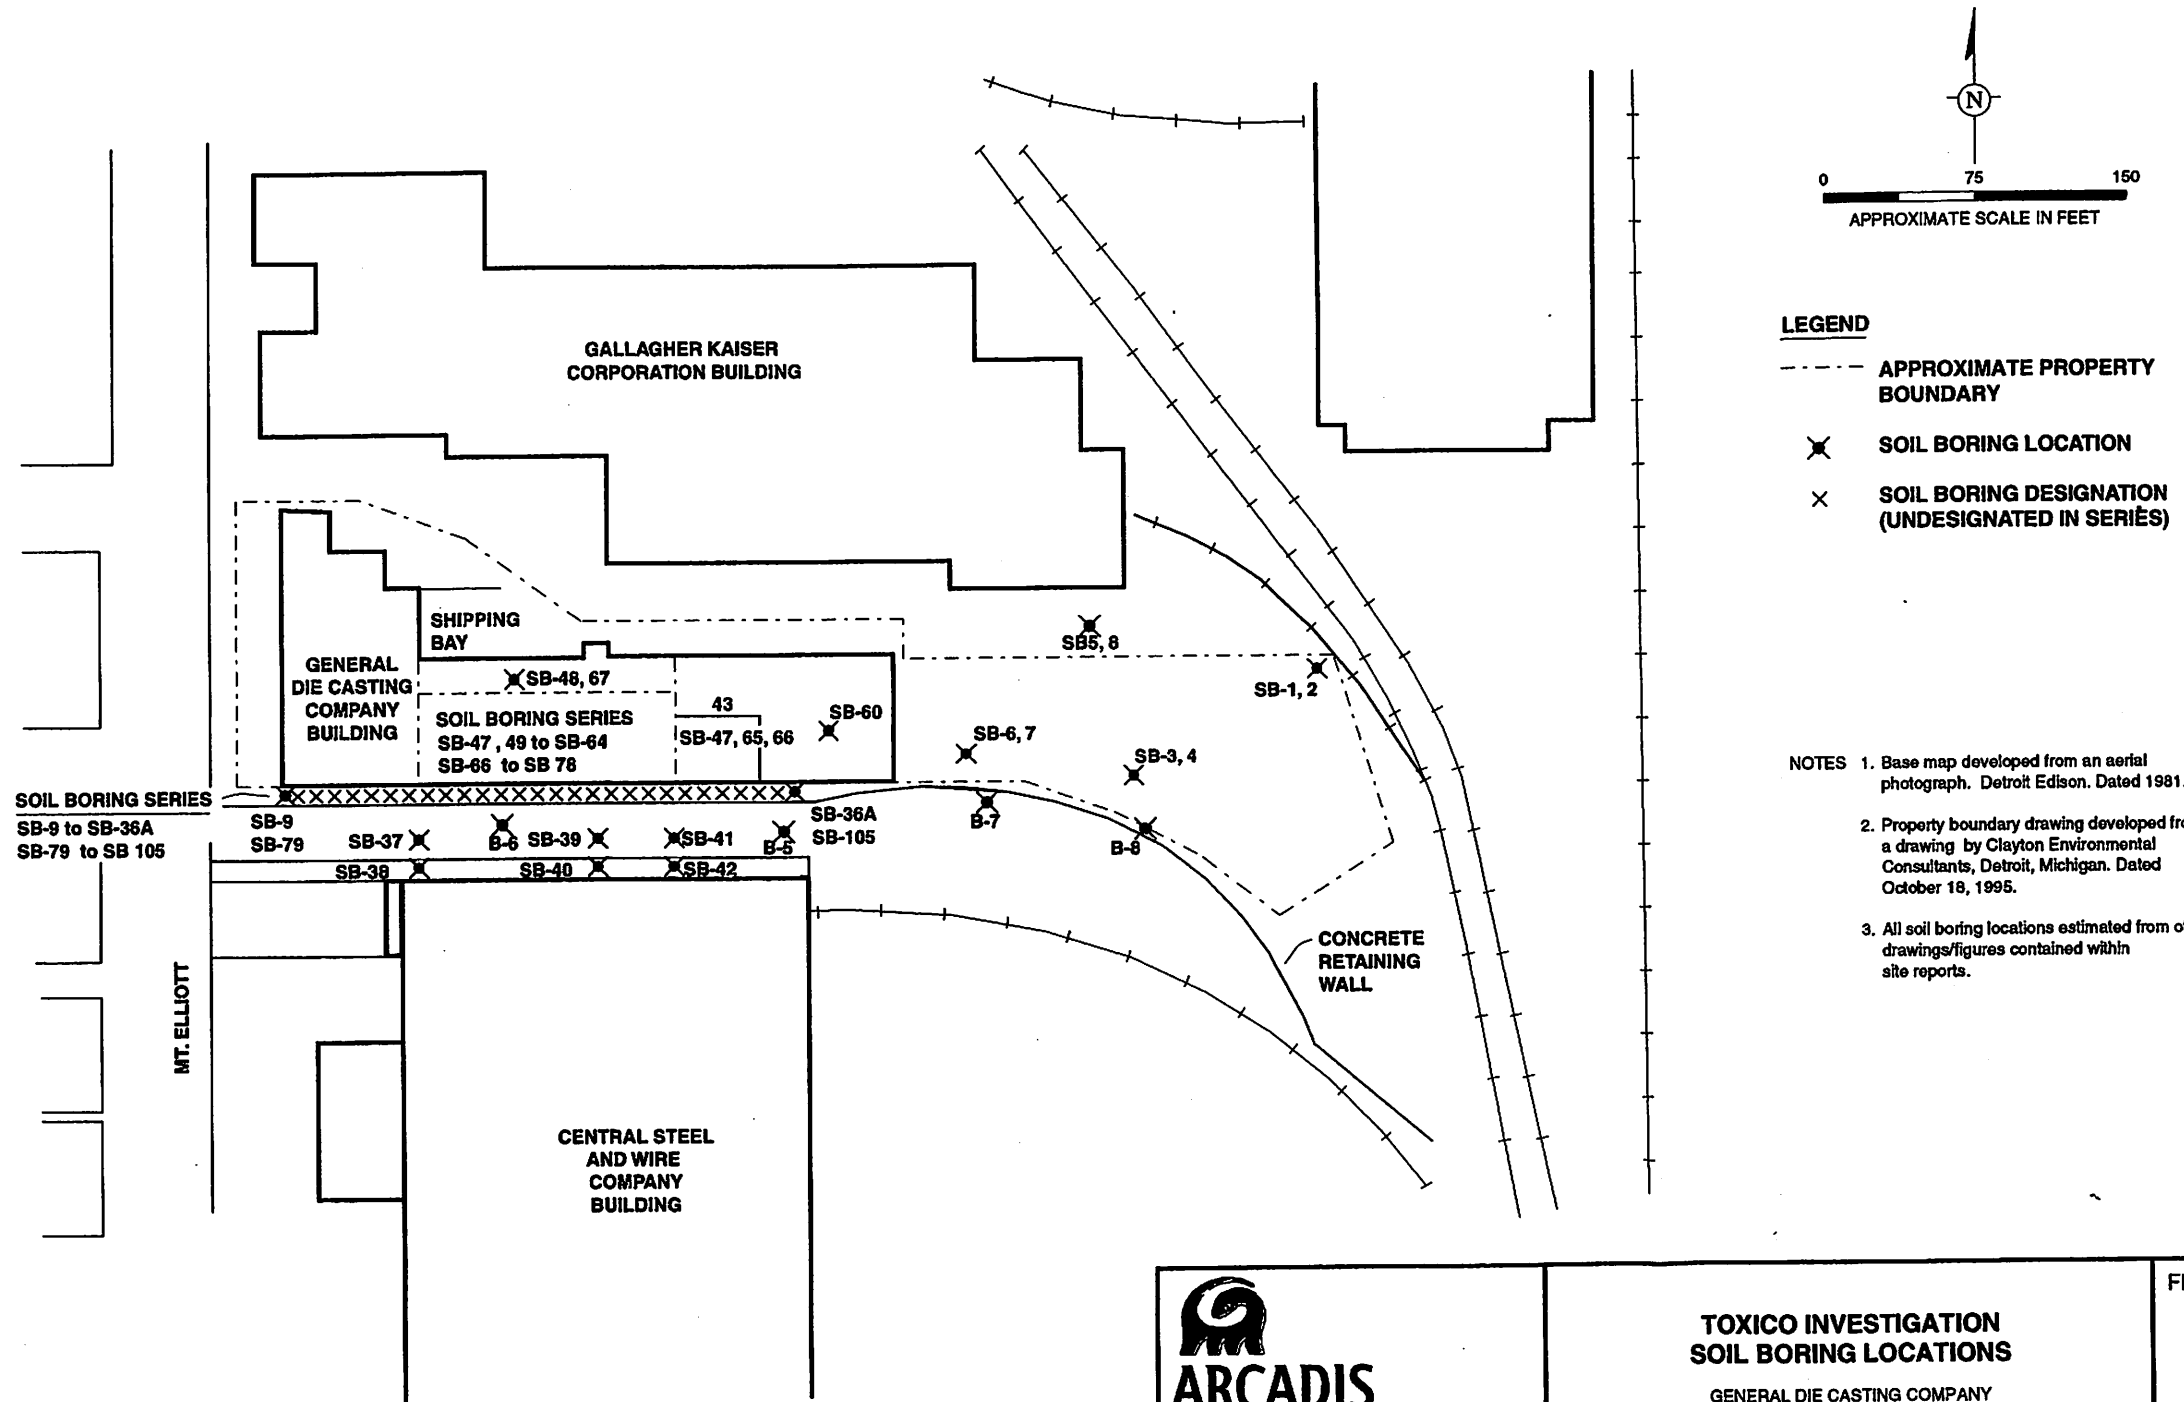 N
0 75 150
APPROXIMATE SCALE IN FEET
LEGEND
APPROXIMATE PROPERTY
BOUNDARY
SOIL BORING LOCATION
SOIL BORING DESIGNATION
(UNDESIGNATED IN SERIES)
GALLAGHER KAISER
CORPORATION BUILDING
SHIPPING
BAY
GENERAL
DIE CASTING
COMPANY
BUILDING
SB-48, 67
SOIL BORING SERIES
SB-47 , 49 to SB-64
SB-66 to SB 78
43
SB-47, 65, 66
SB-60
SB5, 8
SB-1, 2
SB-6, 7
SB-3, 4
SOIL BORING SERIES
SB-9 to SB-36A
SB-79 to SB 105
SB-9
SB-79
SB-37
B-6
SB-39
SB-41
B-5
SB-36A
SB-105
B-7
B-8
SB-38
SB-40
SB-42
MT. ELLIOTT
CONCRETE
RETAINING
WALL
CENTRAL STEEL
AND WIRE
COMPANY
BUILDING
NOTES 1. Base map developed from an aerial
photograph. Detroit Edison. Dated 1981.
2. Property boundary drawing developed
a drawing by Clayton Environmental
Consultants, Detroit, Michigan. Dated
October 18, 1995.
3. All soil boring locations estimated from
drawings/figures contained within
site reports.
ARCADIS
TOXICO INVESTIGATION
SOIL BORING LOCATIONS
GENERAL DIE CASTING COMPANY